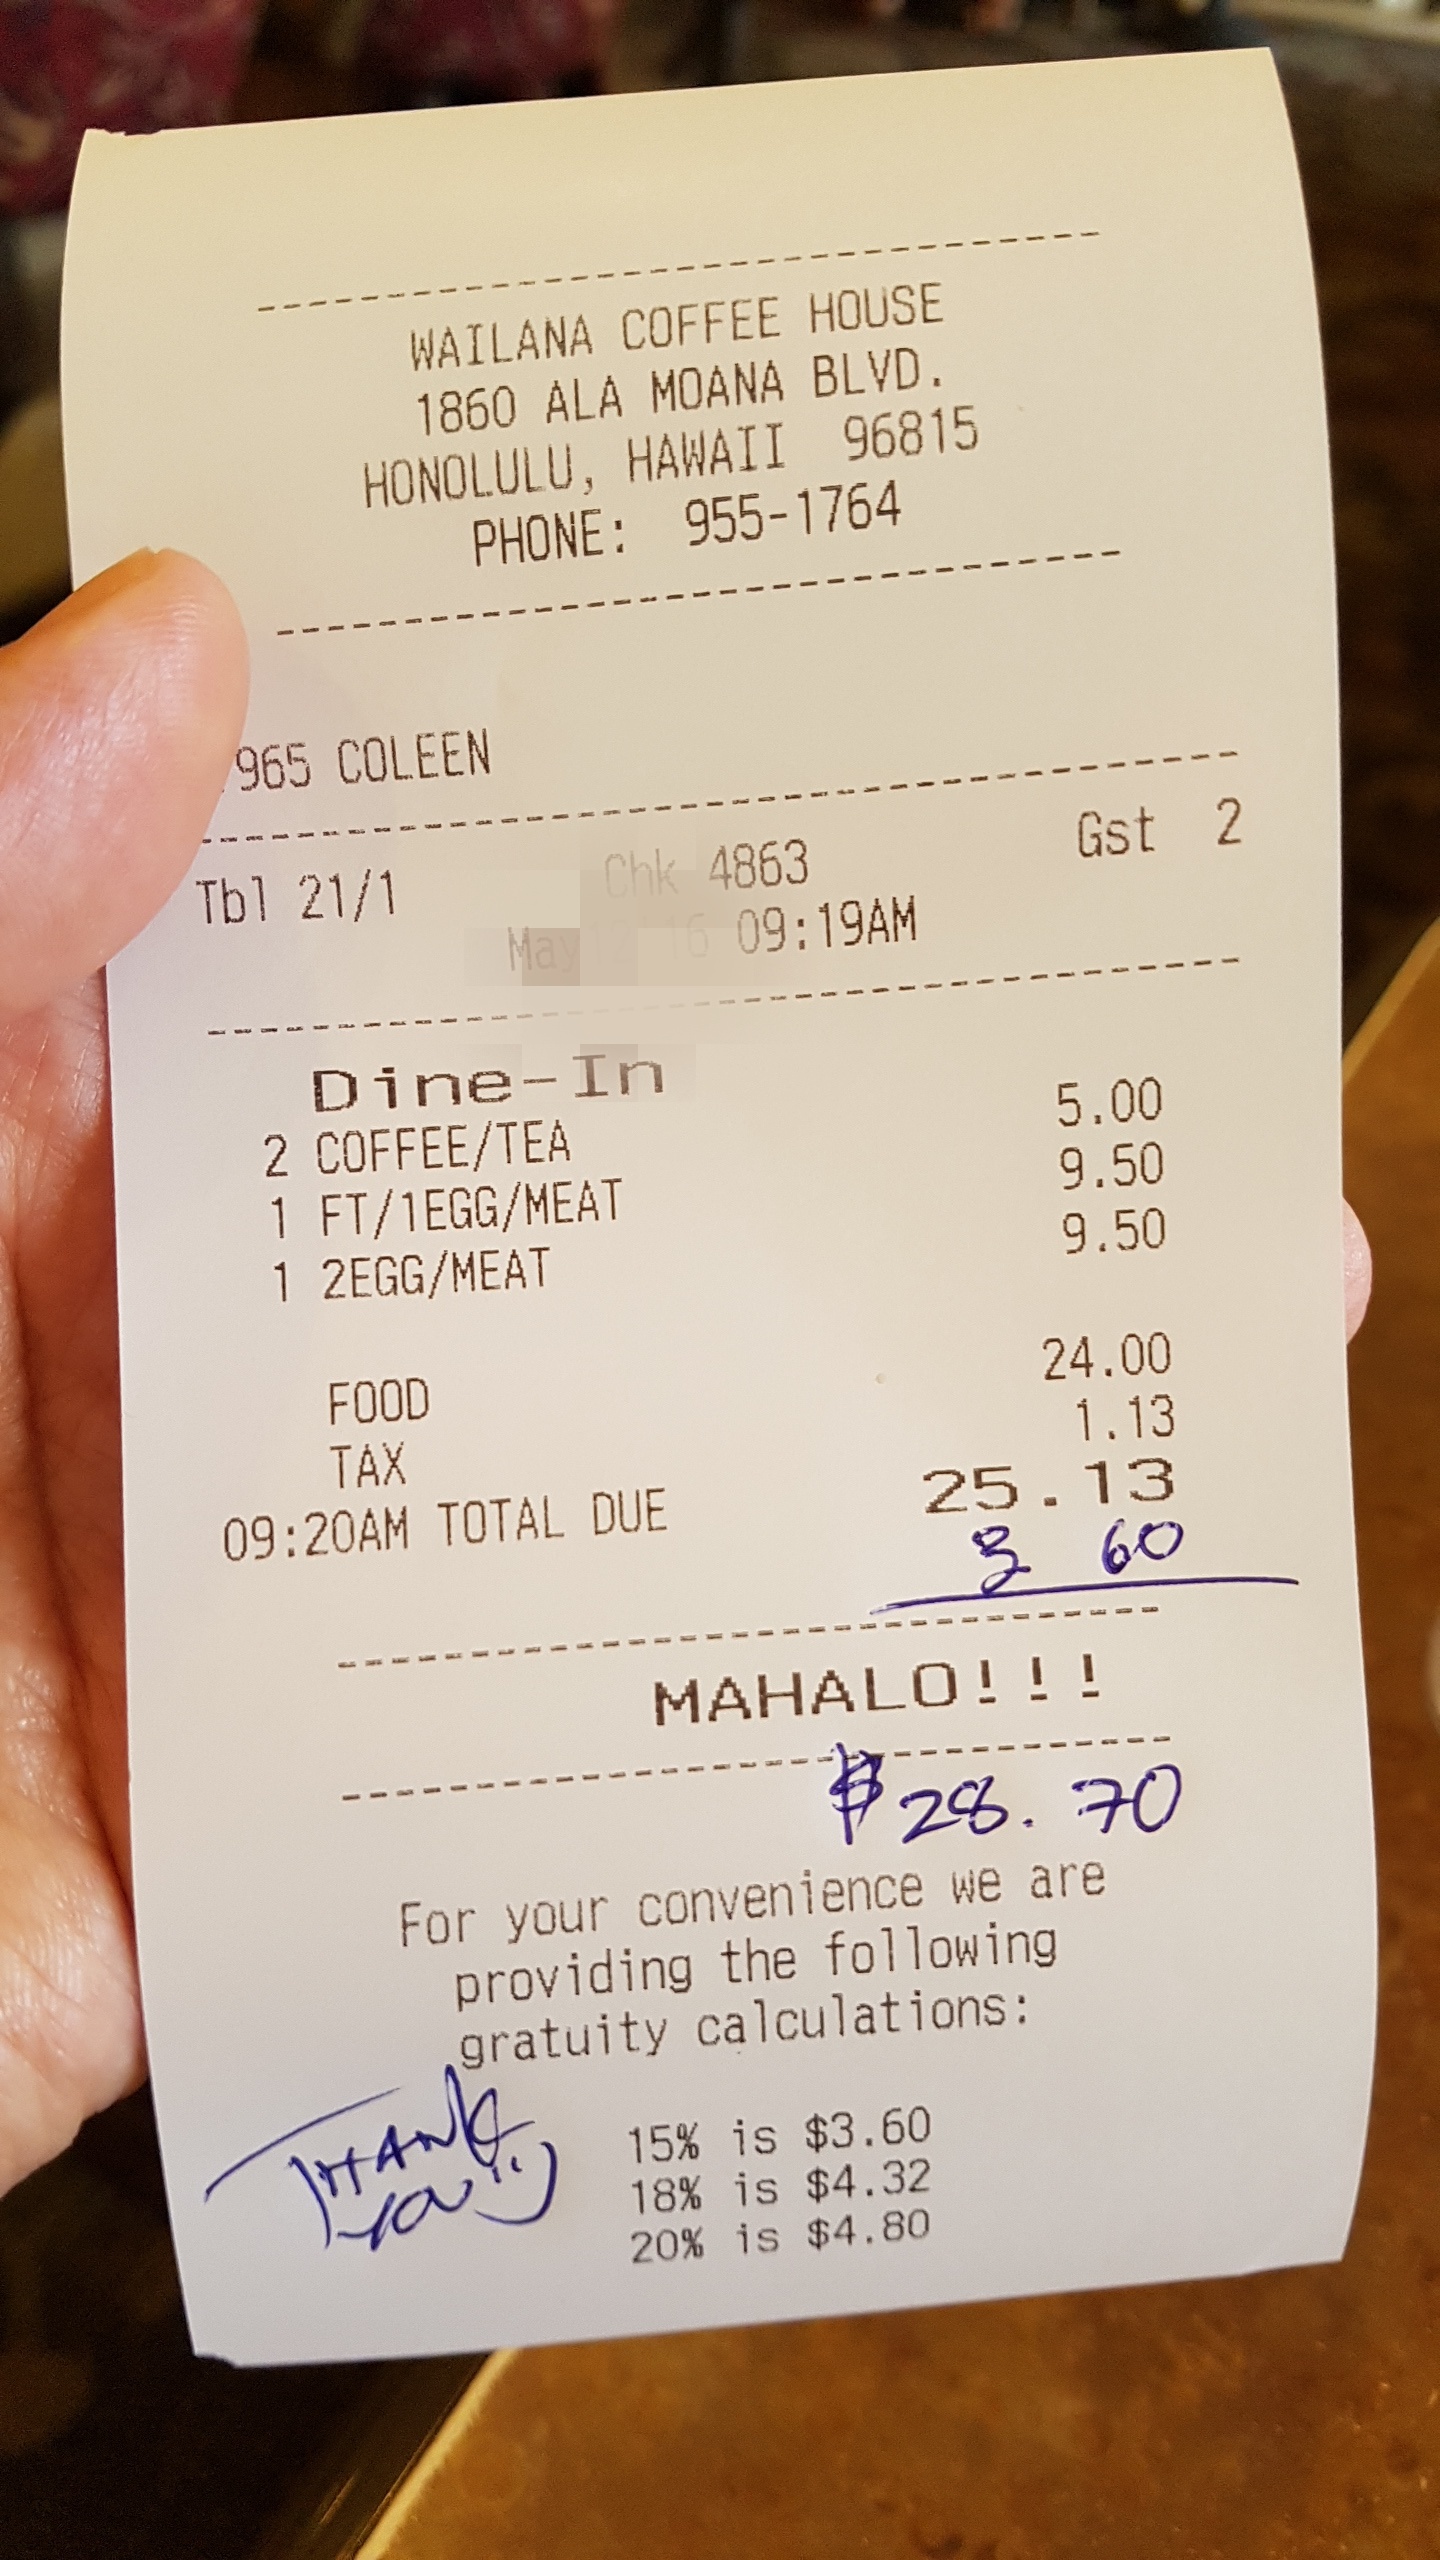 WAILANA COFFEE HOUSE
1860 ALA MOANA BLVD.
HONOLULU, HAWAII 96815
PHONE: 955-1764
965 COLEEN
Tbl 21/1 Chk 4863 Gst 2
May 09:19AM
Dine-In
2 COFFEE/TEA 5.00
1 FT/1EGG/MEAT 9.50
1 2EGG/MEAT 9.50
FOOD 24.00
TAX 1.13
09:20AM TOTAL DUE 25.13
3 60
MAHALO!!!
$28.70
For your convenience we are
providing the following
gratuity calculations:
THANK
YOU
15% is $3.60
18% is $4.32
20% is $4.80